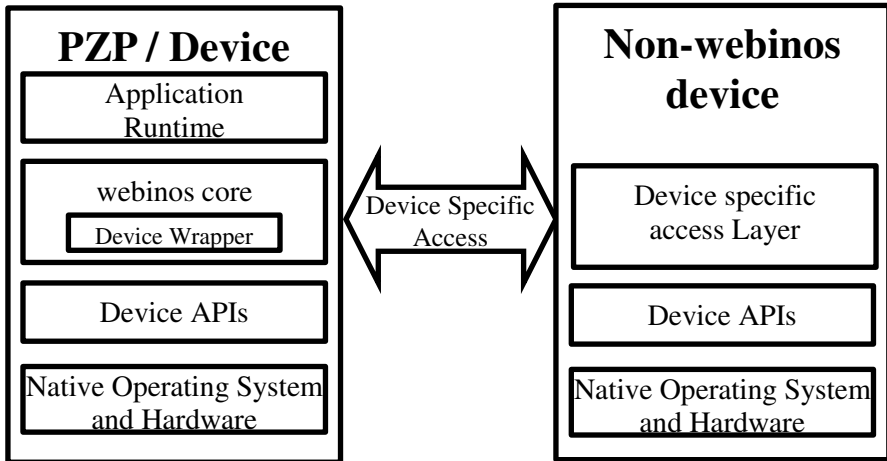 PZP / Device
Application
Runtime
webinos core
Device Wrapper
Device APIs
Native Operating System
and Hardware
Device Specific
Access
Non-webinos
device
Device specific
access Layer
Device APIs
Native Operating System
and Hardware